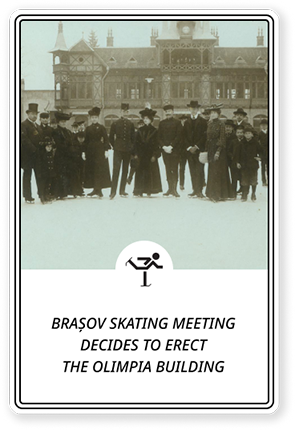 BRAȘOV SKATING MEETING
DECIDES TO ERECT
THE OLIMPIA BUILDING